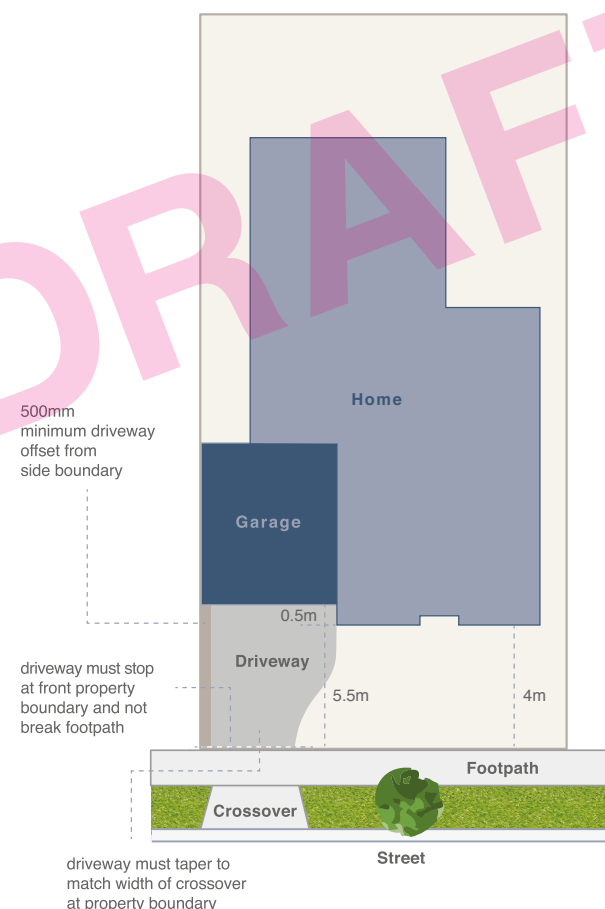 DRAFT
500mm
minimum driveway
offset from
side boundary
Home
Garage
0.5m
Driveway
driveway must stop
at front property
boundary and not
break footpath
5.5m
4m
Footpath
Crossover
Street
driveway must taper to
match width of crossover
at property boundary